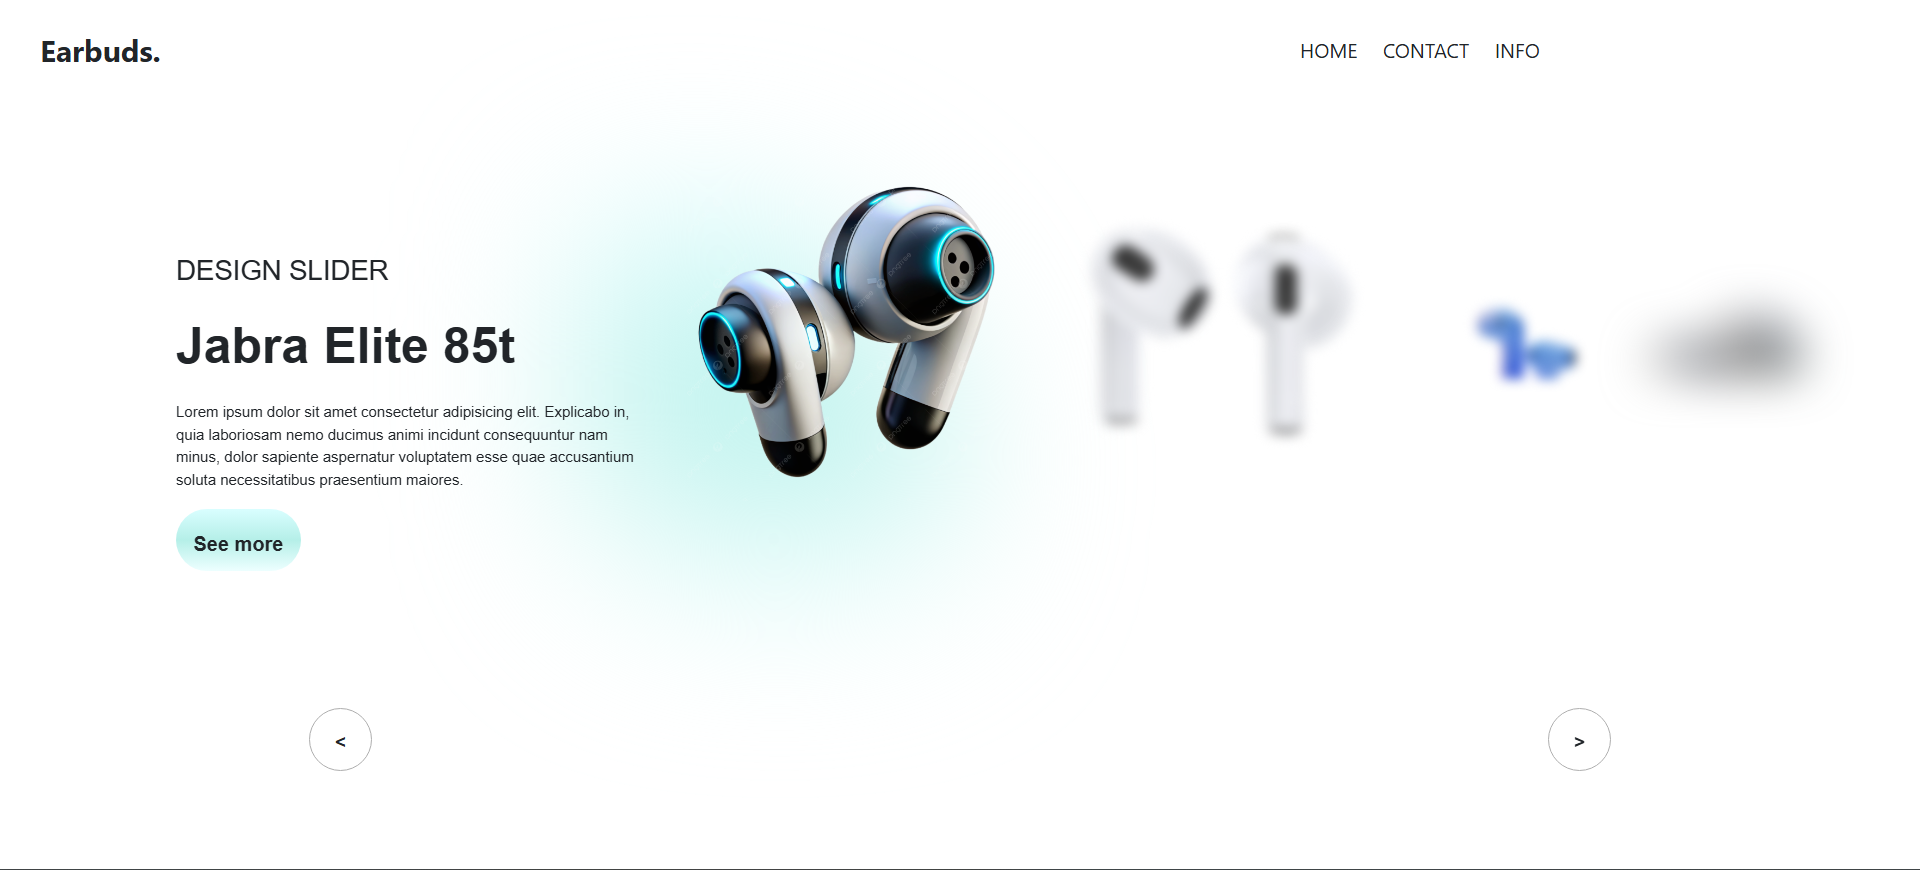 Earbuds.
HOME CONTACT INFO
DESIGN SLIDER
Jabra Elite 85t
Lorem ipsum dolor sit amet consectetur adipisicing elit. Explicabo in,
quia laboriosam nemo ducimus animi incidunt consequuntur nam
minus, dolor sapiente aspernatur voluptatem esse quae accusantium
soluta necessitatibus praesentium maiores.
See more
< >